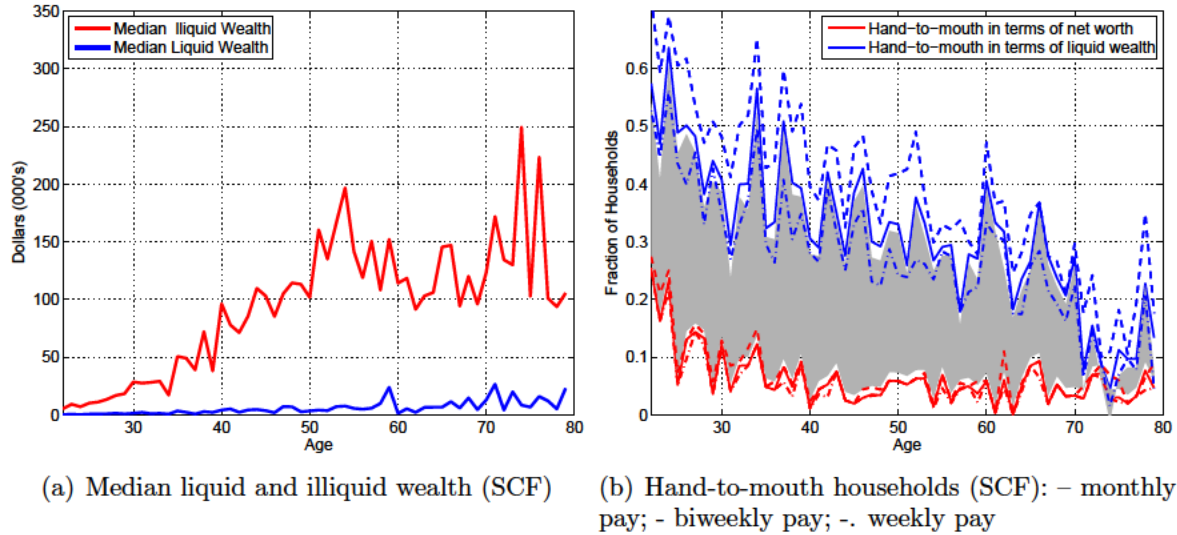 350
300
250
200
150
100
50
0
Dollars (000's)
30
40
50
60
70
80
Age
Median Illiquid Wealth
Median Liquid Wealth
(a) Median liquid and illiquid wealth (SCF)
0.6
0.5
0.4
0.3
0.2
0.1
0
Fraction of Households
30
40
50
60
70
80
Age
Hand−to−mouth in terms of net worth
Hand−to−mouth in terms of liquid wealth
(b) Hand-to-mouth households (SCF): – monthly
pay; - biweekly pay; -. weekly pay